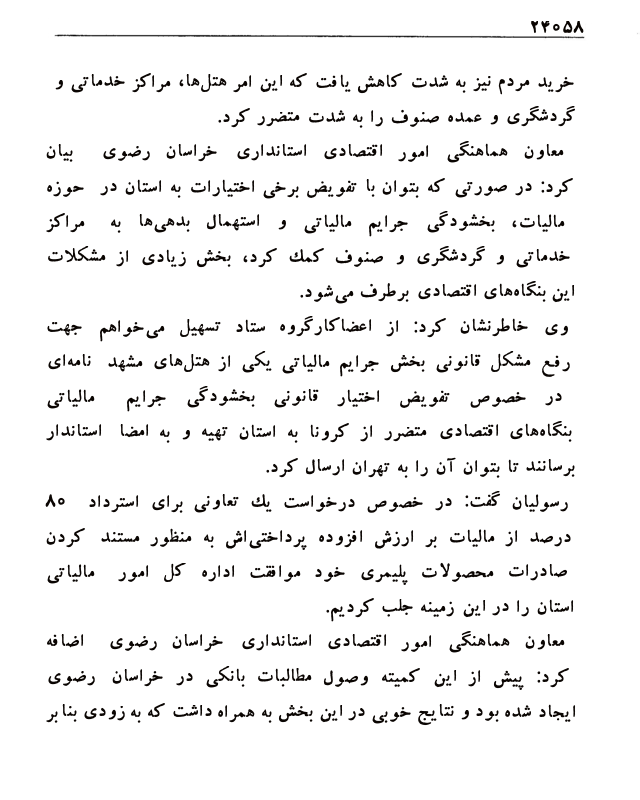 ۲۴۰۵۸
خرید مردم نیز به شدت کاهش یافت که این امر هتل‌ها، مراکز خدماتی و
گردشگری و عمده صنوف را به شدت متضرر کرد.
معاون هماهنگی امور اقتصادی استانداری خراسان رضوی بیان
کرد: در صورتی که بتوان با تفویض برخی اختیارات به استان در حوزه
مالیات، بخشودگی جرایم مالیاتی و استهمال بدهی‌ها به مراکز
خدماتی و گردشگری و صنوف کمك کرد، بخش زیادی از مشکلات
این بنگاه‌های اقتصادی برطرف می‌شود.
وی خاطرنشان کرد: از اعضاکارگروه ستاد تسهیل می‌خواهم جهت
رفع مشکل قانونی بخش جرایم مالیاتی یکی از هتل‌های مشهد نامه‌ای
در خصوص تفویض اختیار قانونی بخشودگی جرایم مالیاتی
بنگاه‌های اقتصادی متضرر از کرونا به استان تهیه و به امضا استاندار
برسانند تا بتوان آن را به تهران ارسال کرد.
رسولیان گفت: در خصوص درخواست یك تعاونی برای استرداد ۸۰
درصد از مالیات بر ارزش افزوده پرداختی‌اش به منظور مستند کردن
صادرات محصولات پلیمری خود موافقت اداره کل امور مالیاتی
استان را در این زمینه جلب کردیم.
معاون هماهنگی امور اقتصادی استانداری خراسان رضوی اضافه
کرد: پیش از این کمیته وصول مطالبات بانکی در خراسان رضوی
ایجاد شده بود و نتایج خوبی در این بخش به همراه داشت که به زودی بنا بر